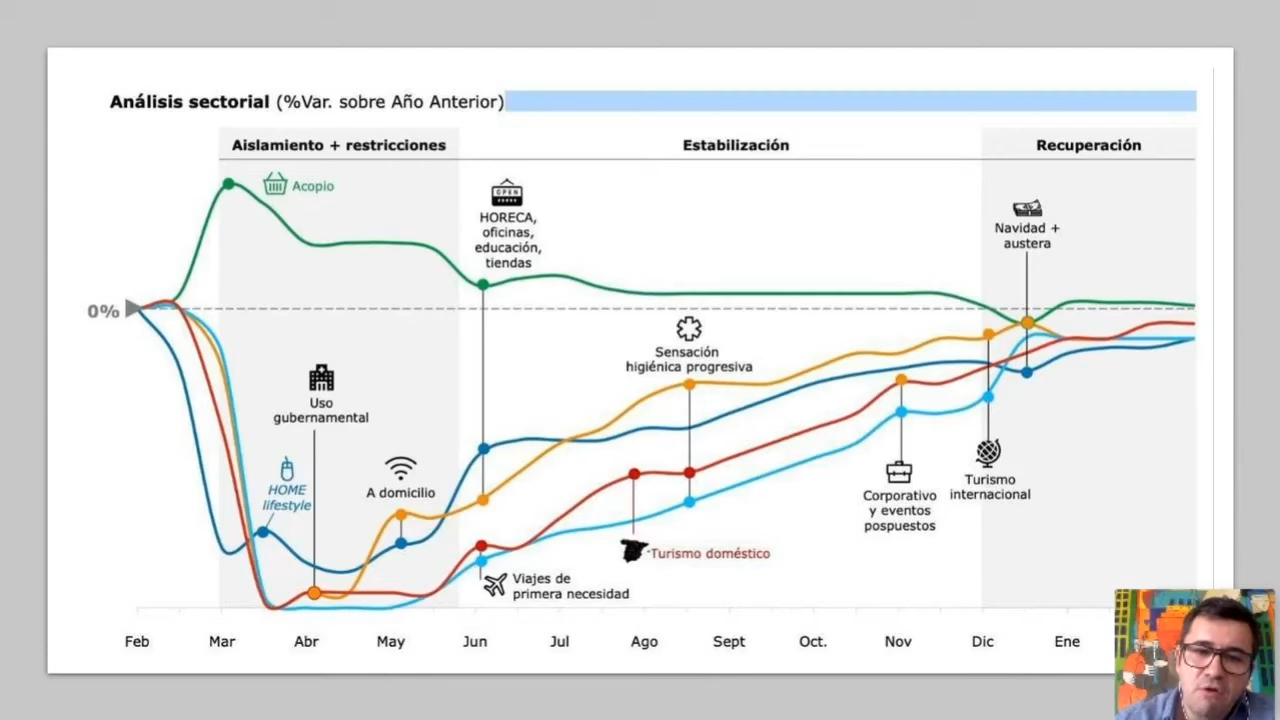 Análisis sectorial (%Var. sobre Año Anterior)
Aislamiento + restricciones
Estabilización
Recuperación
Acopio
OPEN
HORECA,
oficinas,
educación,
tiendas
Navidad +
austera
0%
Sensación
higiénica progresiva
Uso
gubernamental
A domicilio
HOME
lifestyle
Turismo
internacional
Corporativo
y eventos
pospuestos
Turismo doméstico
Viajes de
primera necesidad
Feb Mar Abr May Jun Jul Ago Sept Oct. Nov Dic Ene